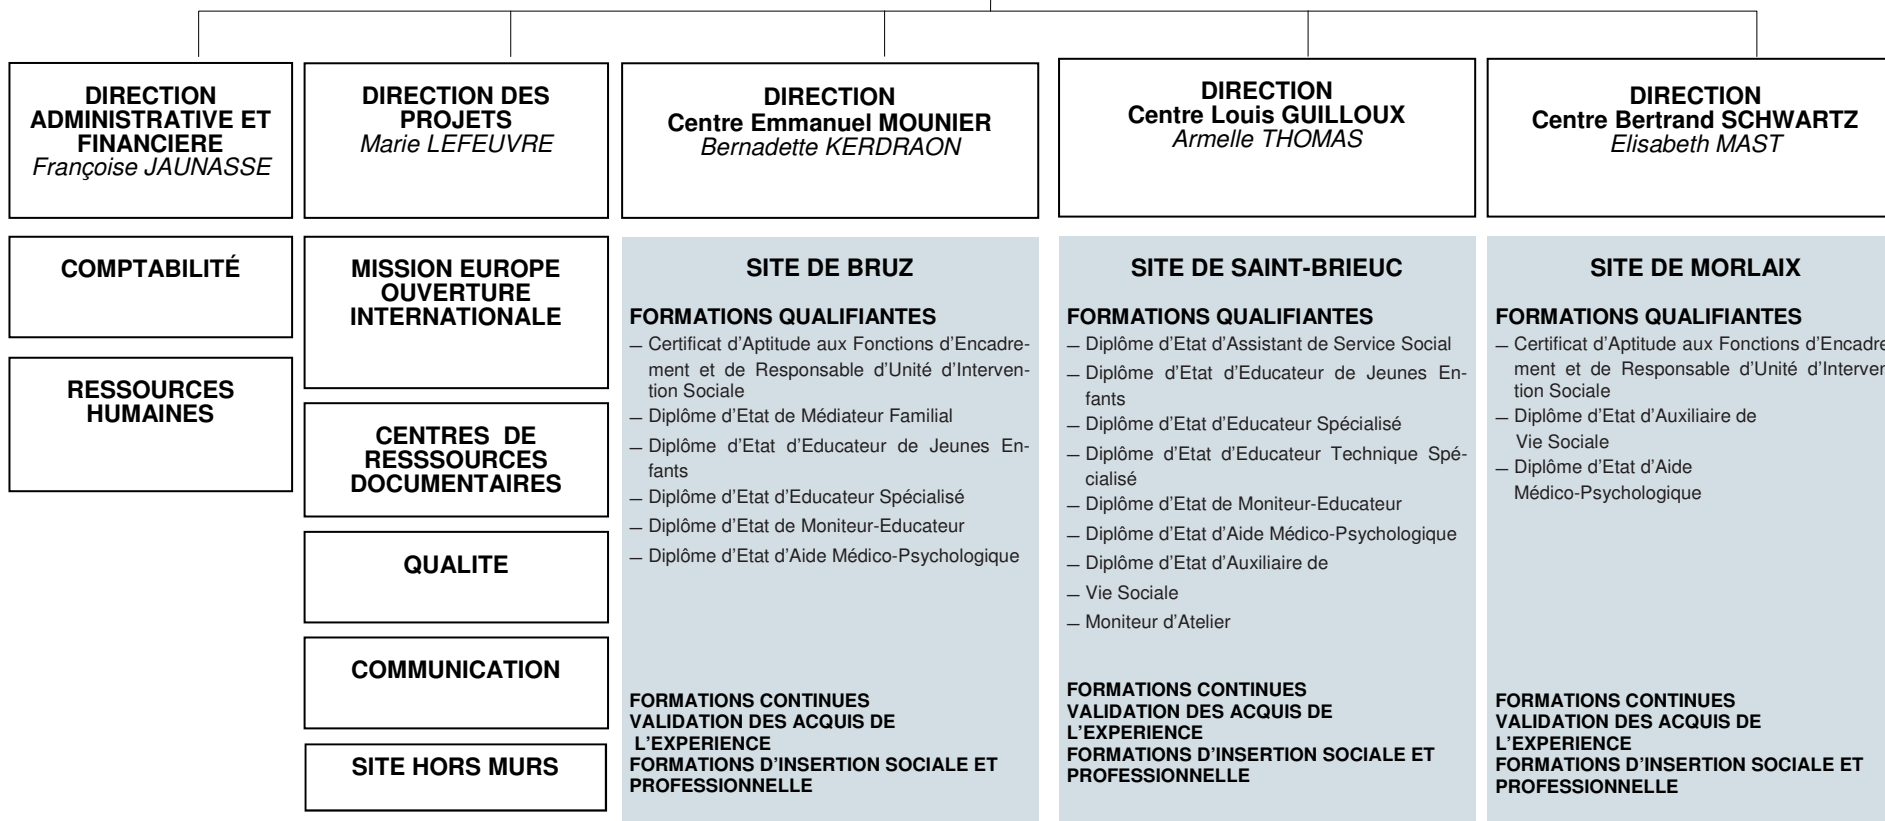 DIRECTION
ADMINISTRATIVE ET
FINANCIERE
Françoise JAUNASSE
COMPTABILITÉ
RESSOURCES
HUMAINES
DIRECTION DES
PROJETS
Marie LEFEUVRE
MISSION EUROPE
OUVERTURE
INTERNATIONALE
CENTRES DE
RESSSOURCES
DOCUMENTAIRES
QUALITE
COMMUNICATION
SITE HORS MURS
DIRECTION
Centre Emmanuel MOUNIER
Bernadette KERDRAON
SITE DE BRUZ
FORMATIONS QUALIFIANTES
— Certificat d'Aptitude aux Fonctions d'Encadre-
ment et de Responsable d'Unité d'Interven-
tion Sociale
— Diplôme d'Etat de Médiateur Familial
— Diplôme d'Etat d'Educateur de Jeunes En-
fants
— Diplôme d'Etat d'Educateur Spécialisé
— Diplôme d'Etat de Moniteur-Educateur
— Diplôme d'Etat d'Aide Médico-Psychologique
FORMATIONS CONTINUES
VALIDATION DES ACQUIS DE
L'EXPERIENCE
FORMATIONS D'INSERTION SOCIALE ET
PROFESSIONNELLE
DIRECTION
Centre Louis GUILLOUX
Armelle THOMAS
SITE DE SAINT-BRIEUC
FORMATIONS QUALIFIANTES
— Diplôme d'Etat d'Assistant de Service Social
— Diplôme d'Etat d'Educateur de Jeunes En-
fants
— Diplôme d'Etat d'Educateur Spécialisé
— Diplôme d'Etat d'Educateur Technique Spé-
cialisé
— Diplôme d'Etat de Moniteur-Educateur
— Diplôme d'Etat d'Aide Médico-Psychologique
— Diplôme d'Etat d'Auxiliaire de
— Vie Sociale
— Moniteur d'Atelier
FORMATIONS CONTINUES
VALIDATION DES ACQUIS DE
L'EXPERIENCE
FORMATIONS D'INSERTION SOCIALE ET
PROFESSIONNELLE
DIRECTION
Centre Bertrand SCHWARTZ
Elisabeth MAST
SITE DE MORLAIX
FORMATIONS QUALIFIANTES
— Certificat d'Aptitude aux Fonctions d'Encadre
ment et de Responsable d'Unité d'Interven
tion Sociale
— Diplôme d'Etat d'Auxiliaire de
Vie Sociale
— Diplôme d'Etat d'Aide
Médico-Psychologique
FORMATIONS CONTINUES
VALIDATION DES ACQUIS DE
L'EXPERIENCE
FORMATIONS D'INSERTION SOCIALE ET
PROFESSIONNELLE